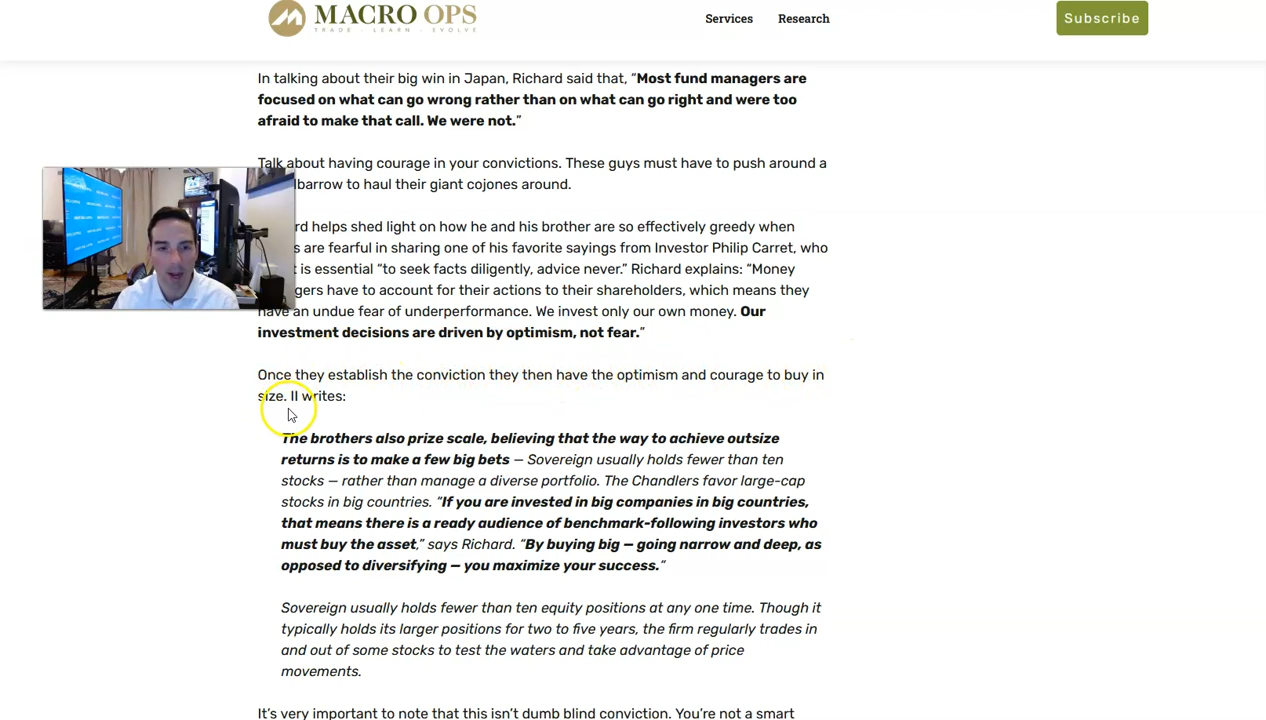 MACRO OPS
TRADE . LEARN . EVOLVE
Services Research
Subscribe
In talking about their big win in Japan, Richard said that, “Most fund managers are
focused on what can go wrong rather than on what can go right and were too
afraid to make that call. We were not.”
Talk about having courage in your convictions. These guys must have to push around a
lbarrow to haul their giant cojones around.
rd helps shed light on how he and his brother are so effectively greedy when
s are fearful in sharing one of his favorite sayings from Investor Philip Carret, who
t is essential “to seek facts diligently, advice never.” Richard explains: “Money
gers have to account for their actions to their shareholders, which means they
have an undue fear of underperformance. We invest only our own money. Our
investment decisions are driven by optimism, not fear.”
Once they establish the conviction they then have the optimism and courage to buy in
size. II writes:
The brothers also prize scale, believing that the way to achieve outsize
returns is to make a few big bets — Sovereign usually holds fewer than ten
stocks — rather than manage a diverse portfolio. The Chandlers favor large-cap
stocks in big countries. “If you are invested in big companies in big countries,
that means there is a ready audience of benchmark-following investors who
must buy the asset,” says Richard. “By buying big — going narrow and deep, as
opposed to diversifying — you maximize your success.“
Sovereign usually holds fewer than ten equity positions at any one time. Though it
typically holds its larger positions for two to five years, the firm regularly trades in
and out of some stocks to test the waters and take advantage of price
movements.
It’s very important to note that this isn’t dumb blind conviction. You’re not a smart